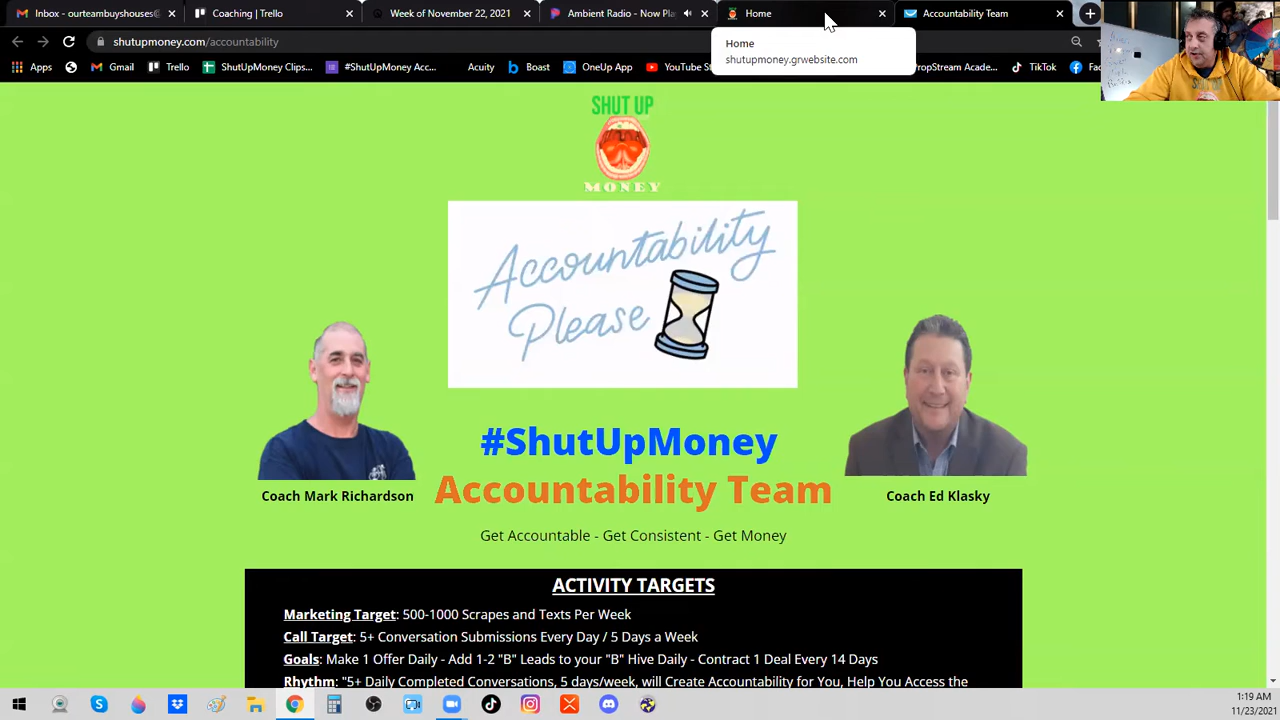 Inbox - ourteambuyshouses@
Coaching | Trello
Week of November 22, 2021
Ambient Radio - Now Pla
Home
Accountability Team
shutupmoney.com/accountability
Home
shutupmoney.grwebsite.com
Apps
Gmail
Trello
ShutUpMoney Clips...
#ShutUpMoney Acc...
Acuity
Boast
OneUp App
YouTube St
PropStream Acade...
TikTok
Fac
SHUT UP
MONEY
Accountability
Please
#ShutUpMoney
Accountability Team
Coach Mark Richardson
Coach Ed Klasky
Get Accountable - Get Consistent - Get Money
ACTIVITY TARGETS
Marketing Target: 500-1000 Scrapes and Texts Per Week
Call Target: 5+ Conversation Submissions Every Day / 5 Days a Week
Goals: Make 1 Offer Daily - Add 1-2 "B" Leads to your "B" Hive Daily - Contract 1 Deal Every 14 Days
Rhythm: "5+ Daily Completed Conversations, 5 days/week, will Create Accountability for You, Help You Access the
1:19 AM
11/23/2021